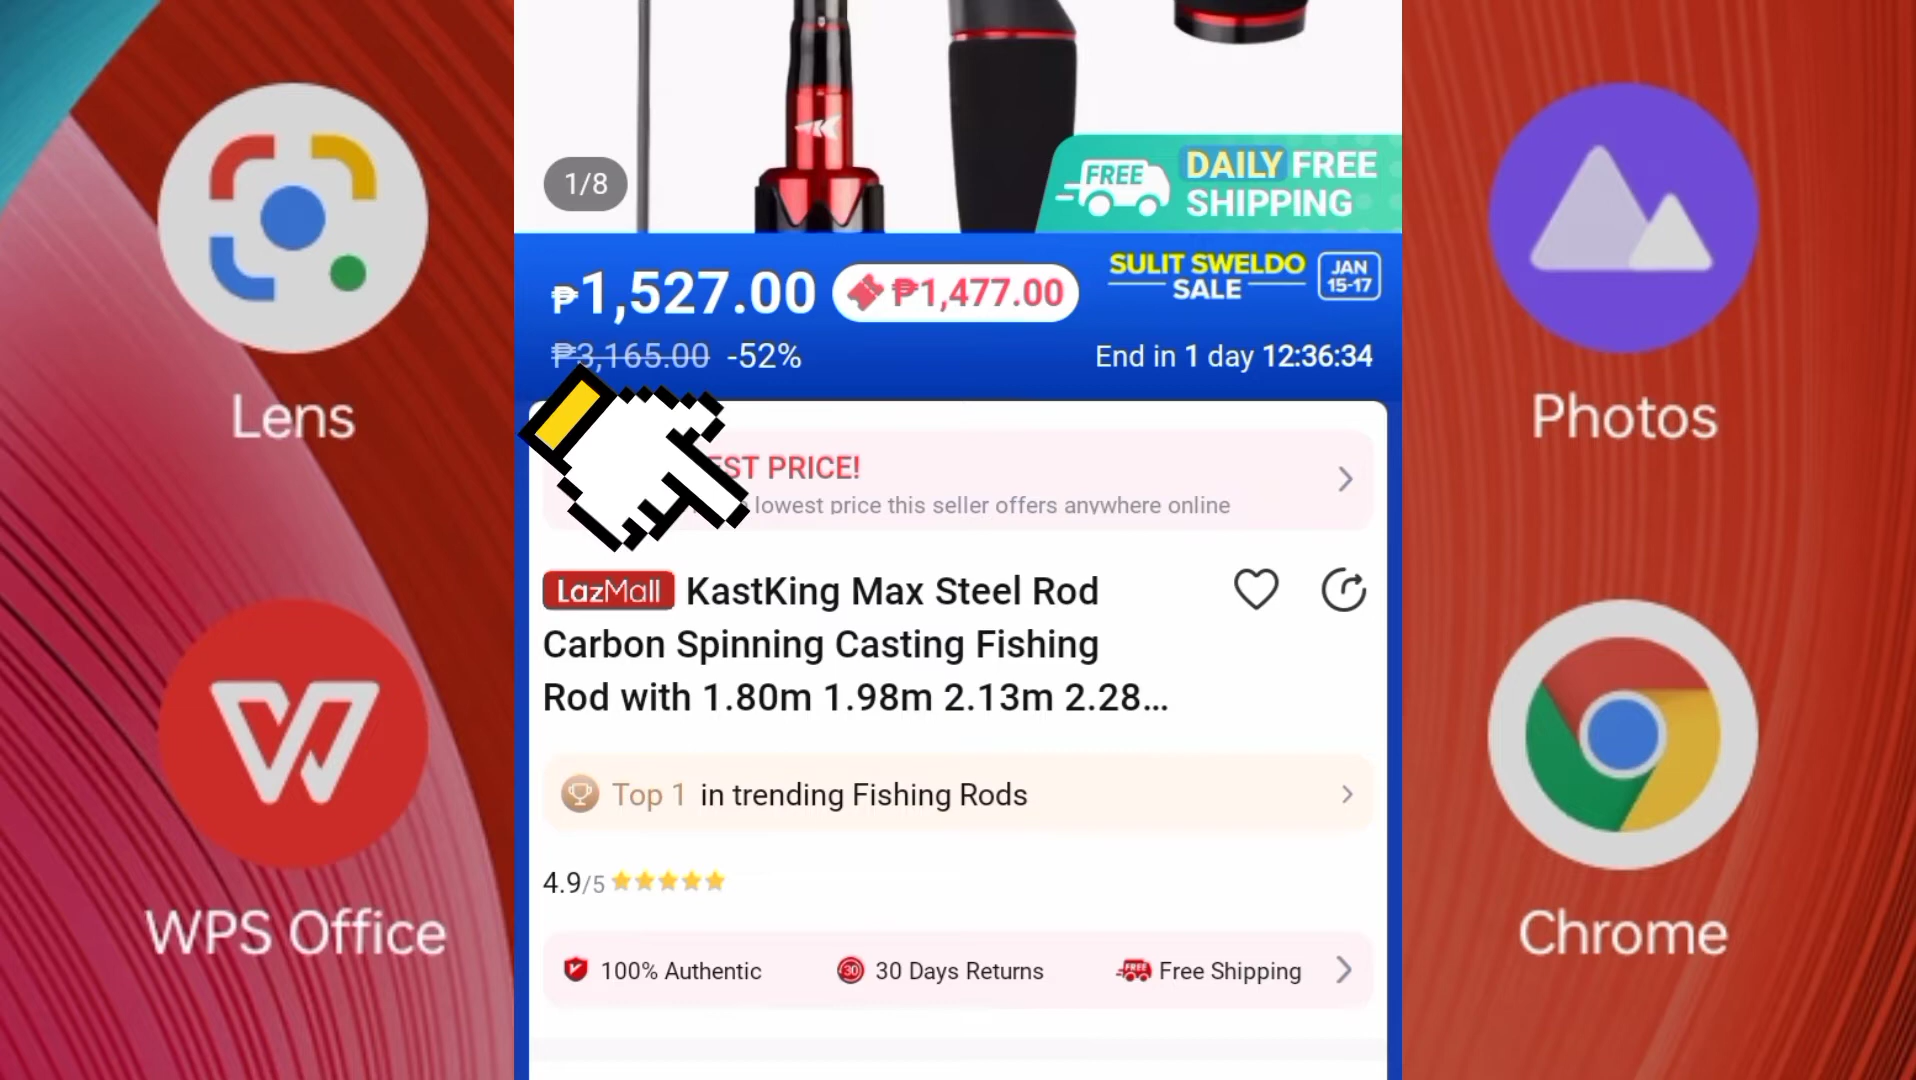 Lens
WPS Office
1/8
FREE
DAILY FREE
SHIPPING
₱1,527.00
₱1,477.00
SULIT SWELDO
SALE
JAN
15-17
₱3,165.00 -52%
End in 1 day 12:36:34
PRICE!
lowest price this seller offers anywhere online
LazMall KastKing Max Steel Rod
Carbon Spinning Casting Fishing
Rod with 1.80m 1.98m 2.13m 2.28...
Top 1 in trending Fishing Rods
4.9/5
100% Authentic
30
30 Days Returns
FREE
Free Shipping
Photos
Chrome